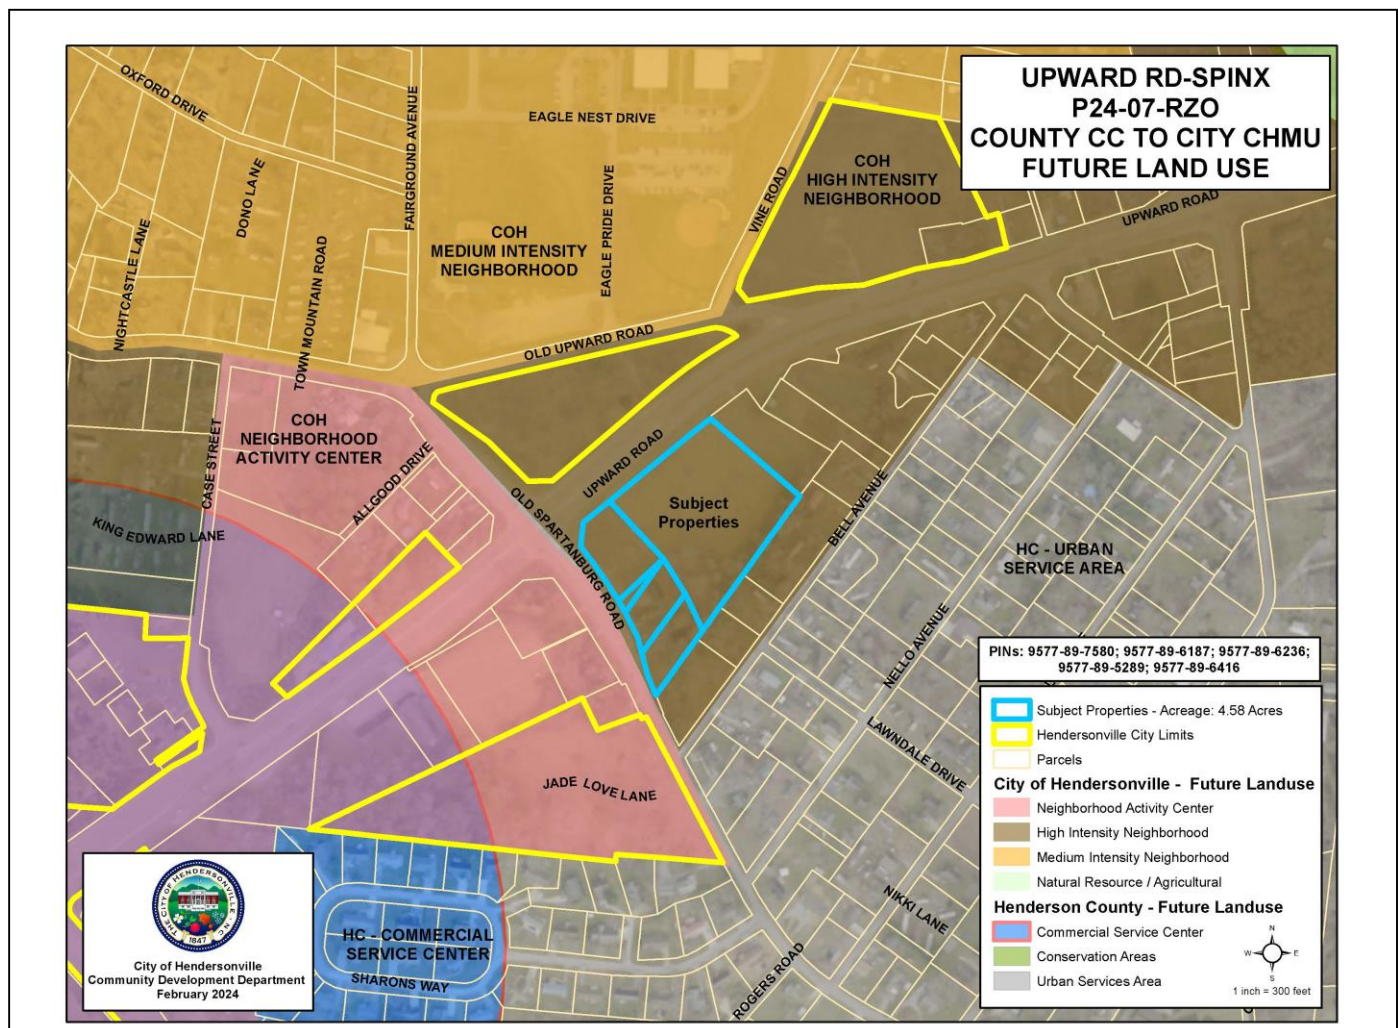 UPWARD RD-SPINX
P24-07-RZO
COUNTY CC TO CITY CHMU
FUTURE LAND USE
OXFORD DRIVE
FAIRGROUND AVENUE
EAGLE NEST DRIVE
VINE ROAD
COH
HIGH INTENSITY
NEIGHBORHOOD
UPWARD ROAD
DONO LANE
NIGHTCASTLE LANE
TOWN MOUNTAIN ROAD
COH
MEDIUM INTENSITY
NEIGHBORHOOD
EAGLE PRIDE DRIVE
OLD UPWARD ROAD
COH
NEIGHBORHOOD
ACTIVITY CENTER
CASE STREET
ALLGOOD DRIVE
UPWARD ROAD
OLD SPARTANBURG ROAD
Subject
Properties
BELL AVENUE
KING EDWARD LANE
HC - URBAN
SERVICE AREA
NELLO AVENUE
LAWNDALE DRIVE
JADE LOVE LANE
NIKKI LANE
ROGERS ROAD
HC - COMMERCIAL
SERVICE CENTER
SHARONS WAY
PINs: 9577-89-7580; 9577-89-6187; 9577-89-6236;
9577-89-5289; 9577-89-6416
Subject Properties - Acreage: 4.58 Acres
Hendersonville City Limits
Parcels
City of Hendersonville - Future Landuse
Neighborhood Activity Center
High Intensity Neighborhood
Medium Intensity Neighborhood
Natural Resource / Agricultural
Henderson County - Future Landuse
Commercial Service Center
Conservation Areas
Urban Services Area
N
W E
S
1 inch = 300 feet
THE CITY OF HENDERSONVILLE - N.C.
1847
City of Hendersonville
Community Development Department
February 2024